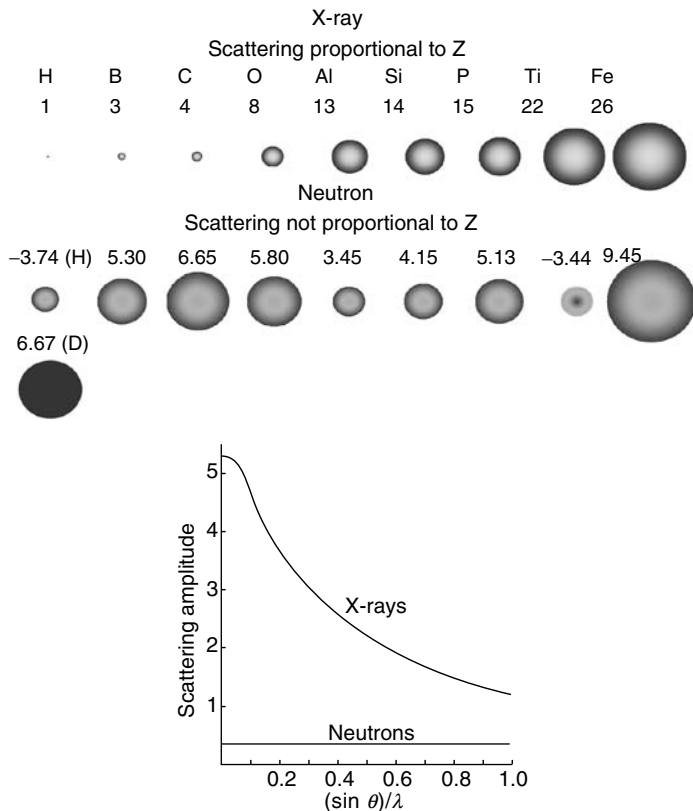 X-ray
Scattering proportional to Z
H B C O Al Si P Ti Fe
1 3 4 8 13 14 15 22 26
Neutron
Scattering not proportional to Z
−3.74 (H) 5.30 6.65 5.80 3.45 4.15 5.13 −3.44 9.45
6.67 (D)
Scattering amplitude
5
4
3
2
1
X-rays
Neutrons
0.2 0.4 0.6 0.8 1.0
(sin θ)/λ